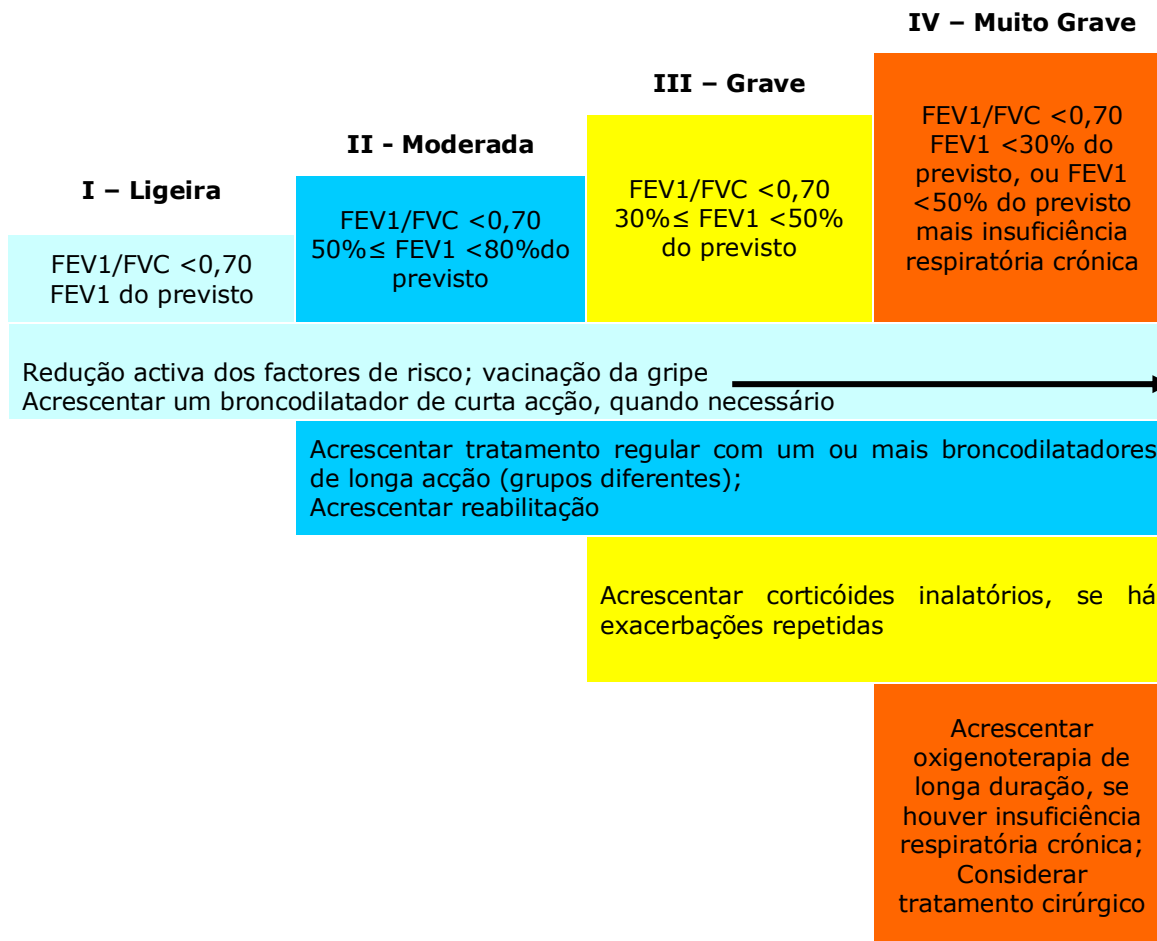 I – Ligeira
FEV1/FVC <0,70
FEV1 do previsto
II - Moderada
FEV1/FVC <0,70
50%≤ FEV1 <80%do
previsto
III – Grave
FEV1/FVC <0,70
30%≤ FEV1 <50%
do previsto
IV – Muito Grave
FEV1/FVC <0,70
FEV1 <30% do
previsto, ou FEV1
<50% do previsto
mais insuficiência
respiratória crónica
Redução activa dos factores de risco; vacinação da gripe
Acrescentar um broncodilatador de curta acção, quando necessário
Acrescentar tratamento regular com um ou mais broncodilatadores
de longa acção (grupos diferentes);
Acrescentar reabilitação
Acrescentar corticóides inalatórios, se há
exacerbações repetidas
Acrescentar
oxigenoterapia de
longa duração, se
houver insuficiência
respiratória crónica;
Considerar
tratamento cirúrgico